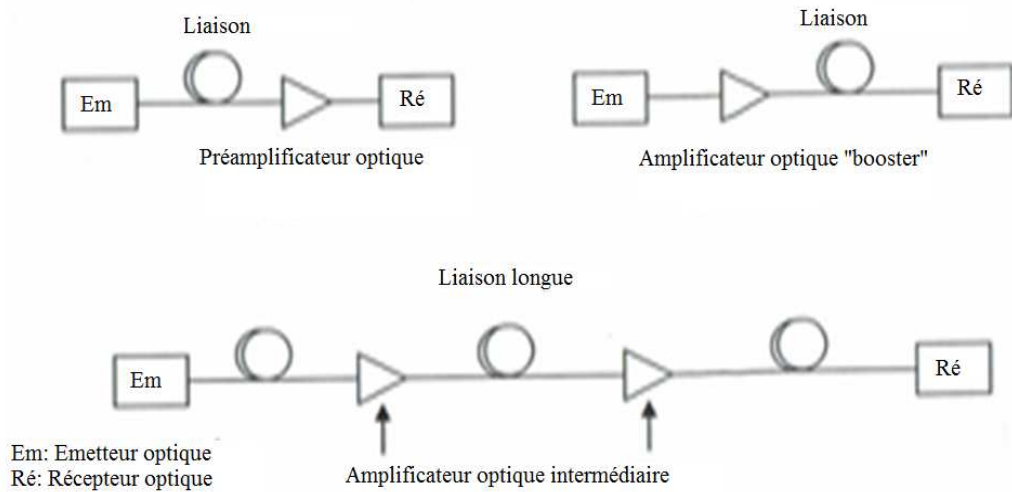 Liaison
Em
Ré
Préamplificateur optique
Liaison
Em
Ré
Amplificateur optique "booster"
Liaison longue
Em
Ré
Em: Emetteur optique
Ré: Récepteur optique
Amplificateur optique intermédiaire